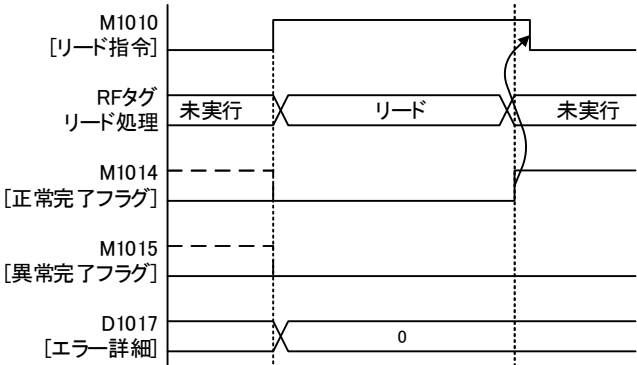 M1010
[リード指令]
RFタグ
リード処理
未実行
リード
未実行
M1014
[正常完了フラグ]
M1015
[異常完了フラグ]
D1017
[エラー詳細]
0